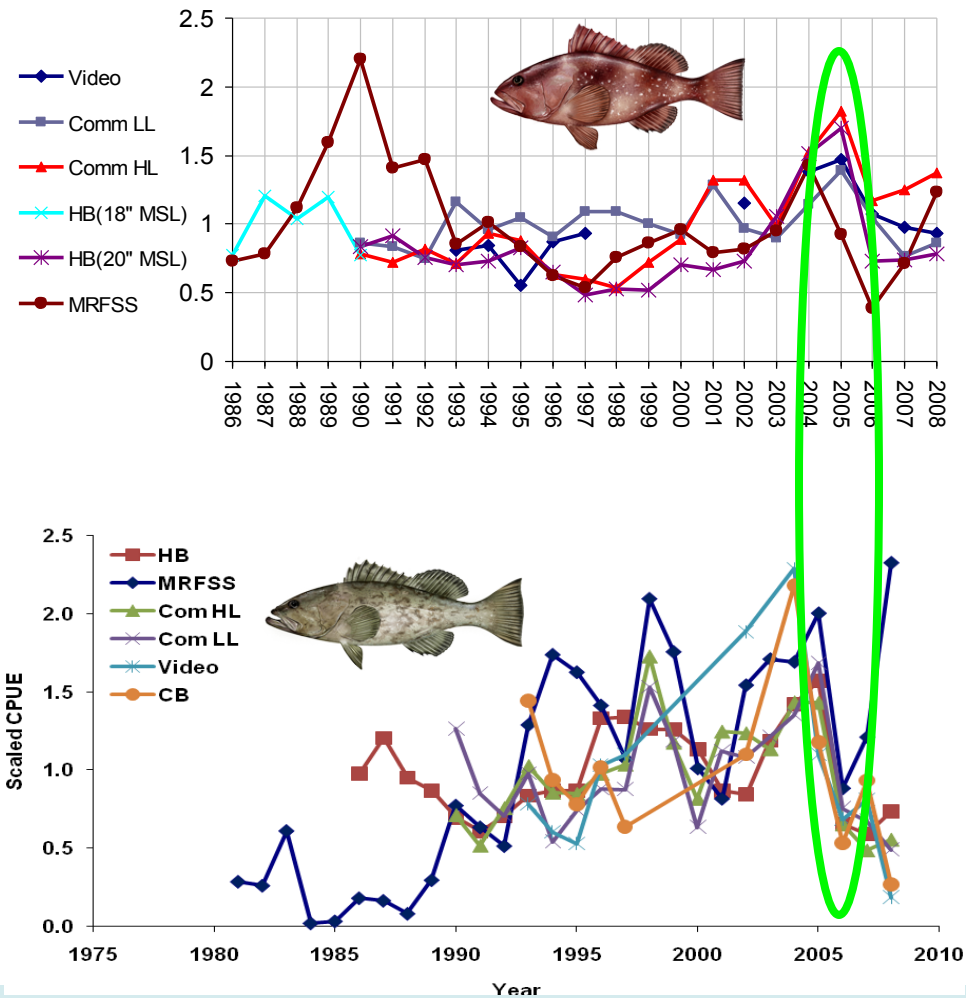 2.5
2
1.5
1
0.5
0
Video
Comm LL
Comm HL
HB(18" MSL)
HB(20" MSL)
MRFSS
1986
1987
1988
1989
1990
1991
1992
1993
1994
1995
1996
1997
1998
1999
2000
2001
2002
2003
2004
2005
2006
2007
2008
Scaled CPUE
2.5
2.0
1.5
1.0
0.5
0.0
HB
MRFSS
Com HL
Com LL
Video
CB
1975 1980 1985 1990 1995 2000 2005 2010
Year